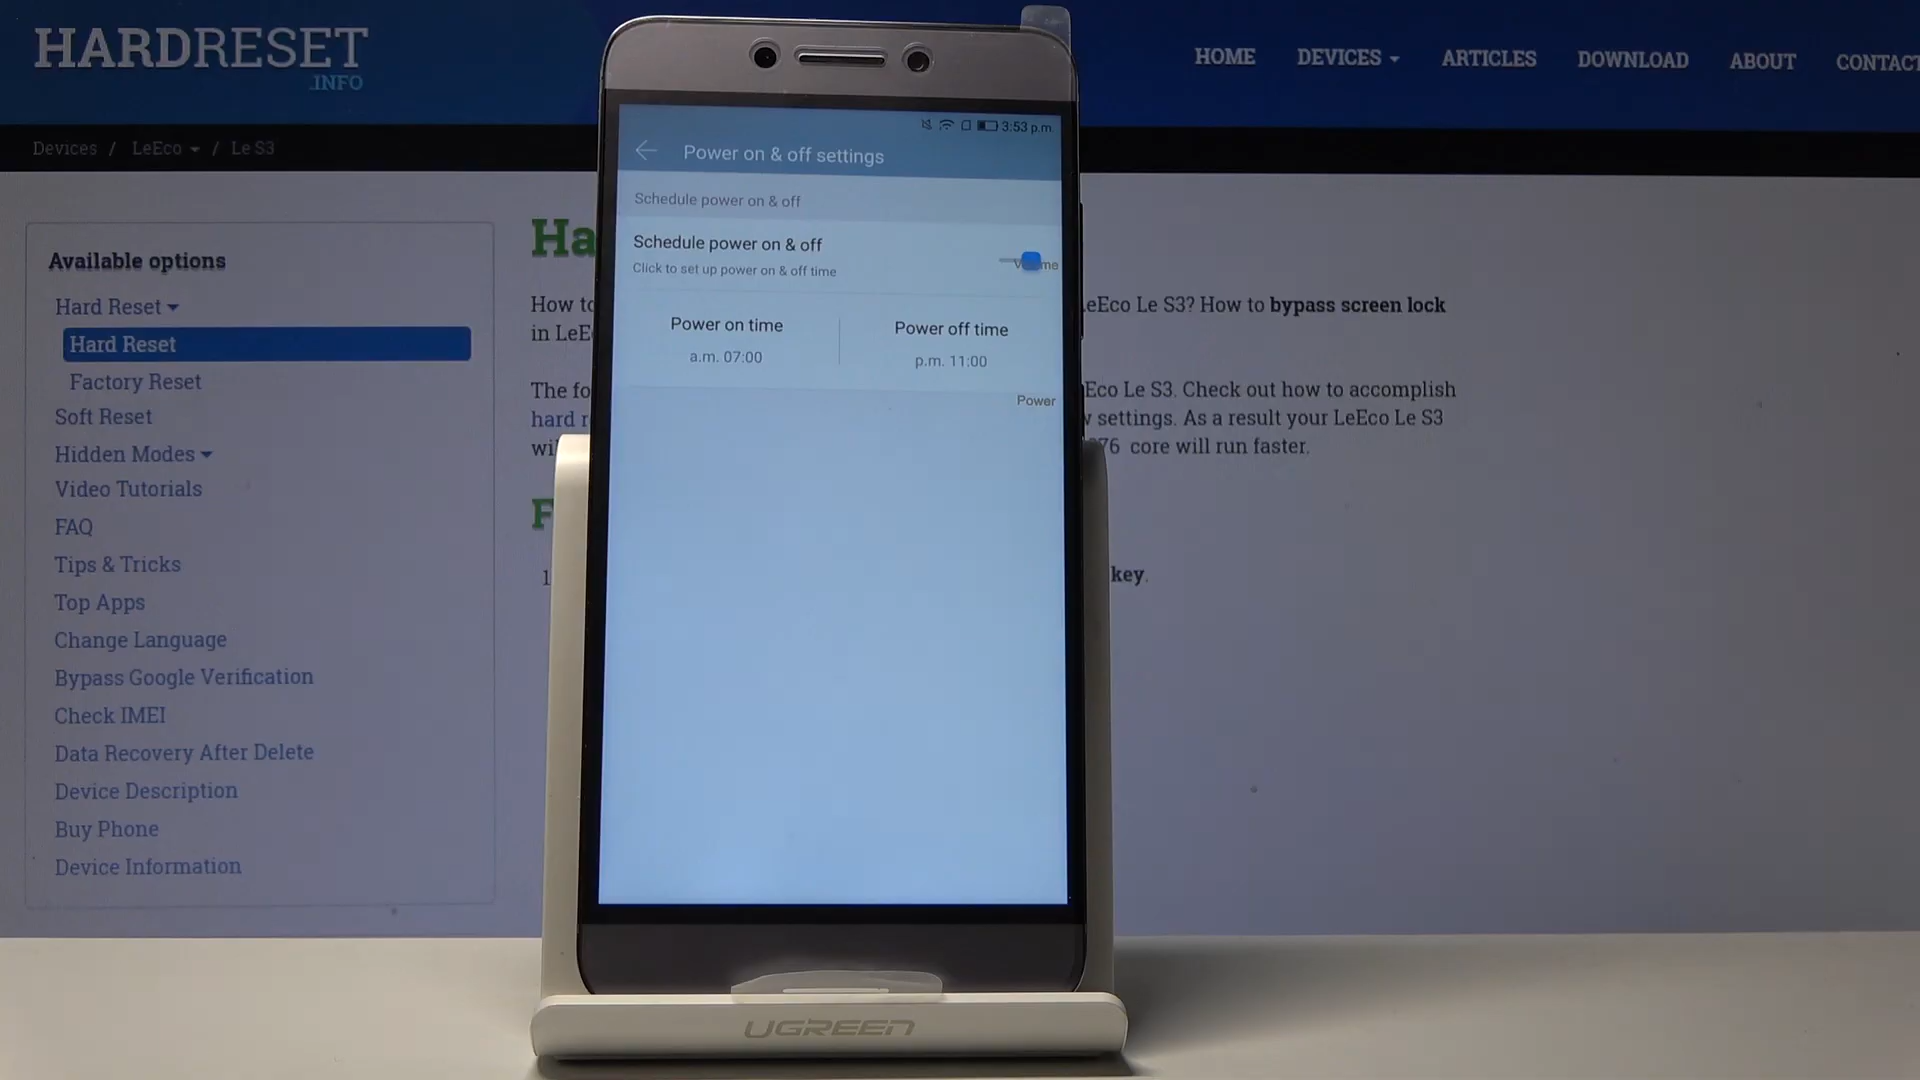 HARDRESET
.INFO
HOME DEVICES ARTICLES DOWNLOAD ABOUT CONTACT
Devices / LeEco / Le S3
Available options
Hard Reset
Hard Reset
Factory Reset
Soft Reset
Hidden Modes
Video Tutorials
FAQ
Tips & Tricks
Top Apps
Change Language
Bypass Google Verification
Check IMEI
Data Recovery After Delete
Device Description
Buy Phone
Device Information
3:53 p.m.
Power on & off settings
Schedule power on & off
Schedule power on & off
Click to set up power on & off time
Power on time
a.m. 07:00
Power off time
p.m. 11:00
Power
Ha
How to
eEco Le S3? How to bypass screen lock
in LeE
The fo
Eco Le S3. Check out how to accomplish
hard r
settings. As a result your LeEco Le S3
wi
76 core will run faster.
F
1
key.
UGREEN